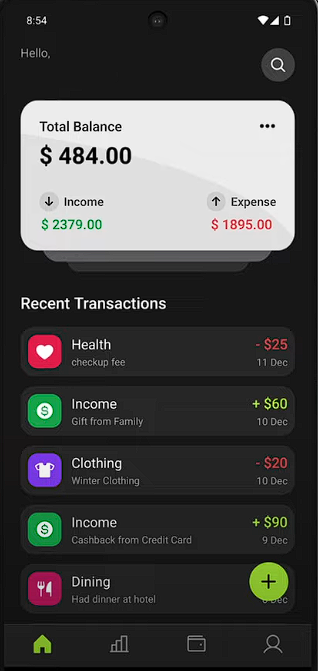 8:54
Hello,
Total Balance
$ 484.00
Income
Expense
$ 2379.00
$ 1895.00
Recent Transactions
Health
- $25
checkup fee
11 Dec
Income
+ $60
Gift from Family
10 Dec
Clothing
- $20
Winter Clothing
10 Dec
Income
+ $90
Cashback from Credit Card
9 Dec
Dining
Had dinner at hotel
Dec